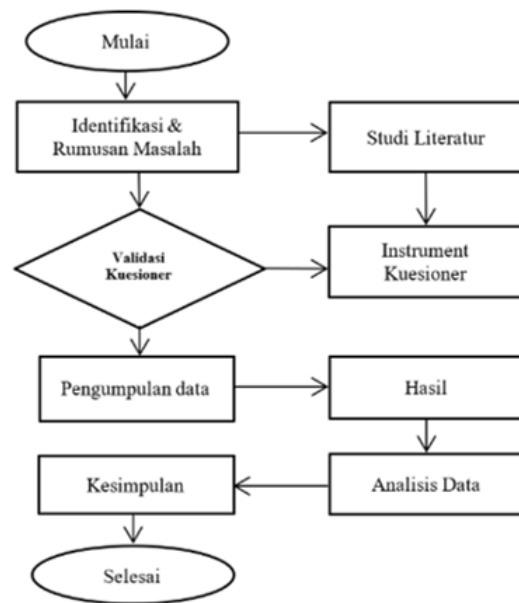 Mulai
Identifikasi &
Rumusan Masalah
Studi Literatur
Validasi
Kuesioner
Instrument
Kuesioner
Pengumpulan data
Hasil
Kesimpulan
Analisis Data
Selesai